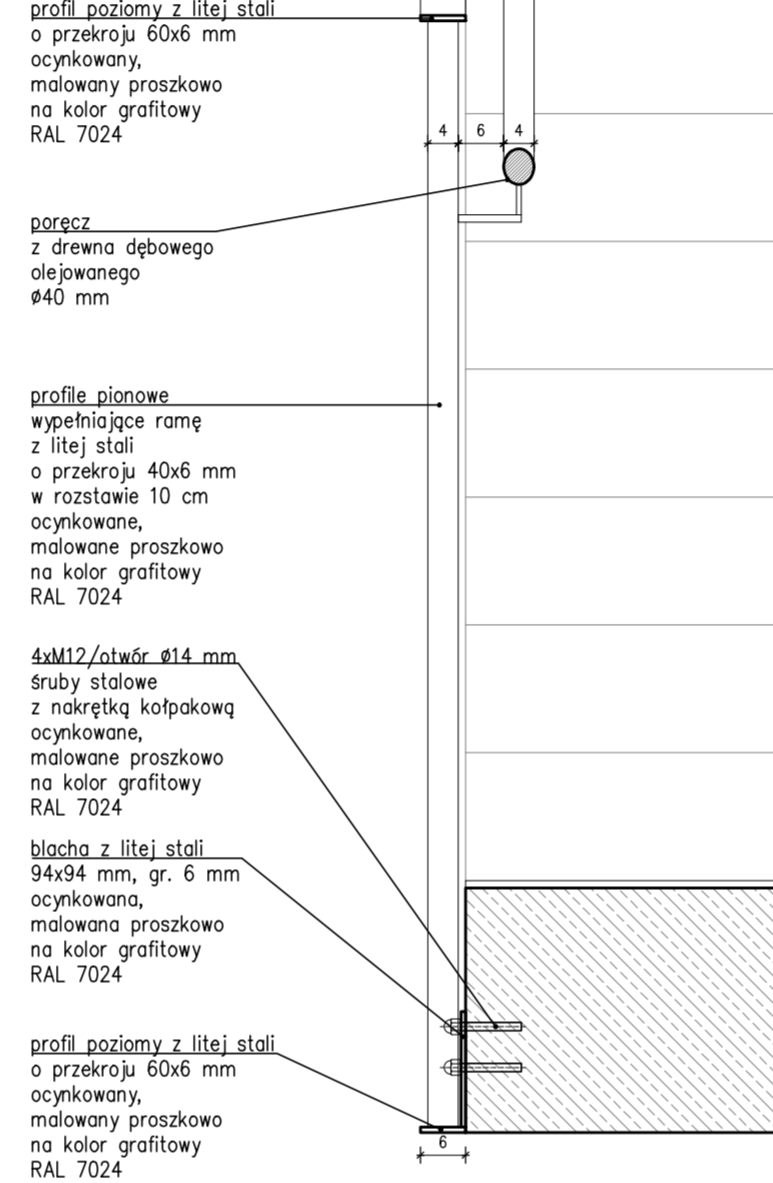 profil poziomy z litej stali
o przekroju 60x6 mm
ocynkowany,
malowany proszkowo
na kolor grafitowy
RAL 7024
4 6 4
poręcz
z drewna dębowego
olejowanego
Ø40 mm
profile pionowe
wypełniające ramę
z litej stali
o przekroju 40x6 mm
w rozstawie 10 cm
ocynkowane,
malowane proszkowo
na kolor grafitowy
RAL 7024
4xM12/otwór Ø14 mm
śruby stalowe
z nakrętką kołpakową
ocynkowane,
malowane proszkowo
na kolor grafitowy
RAL 7024
blacha z litej stali
94x94 mm, gr. 6 mm
ocynkowana,
malowana proszkowo
na kolor grafitowy
RAL 7024
profil poziomy z litej stali
o przekroju 60x6 mm
ocynkowany,
malowany proszkowo
na kolor grafitowy
RAL 7024
6